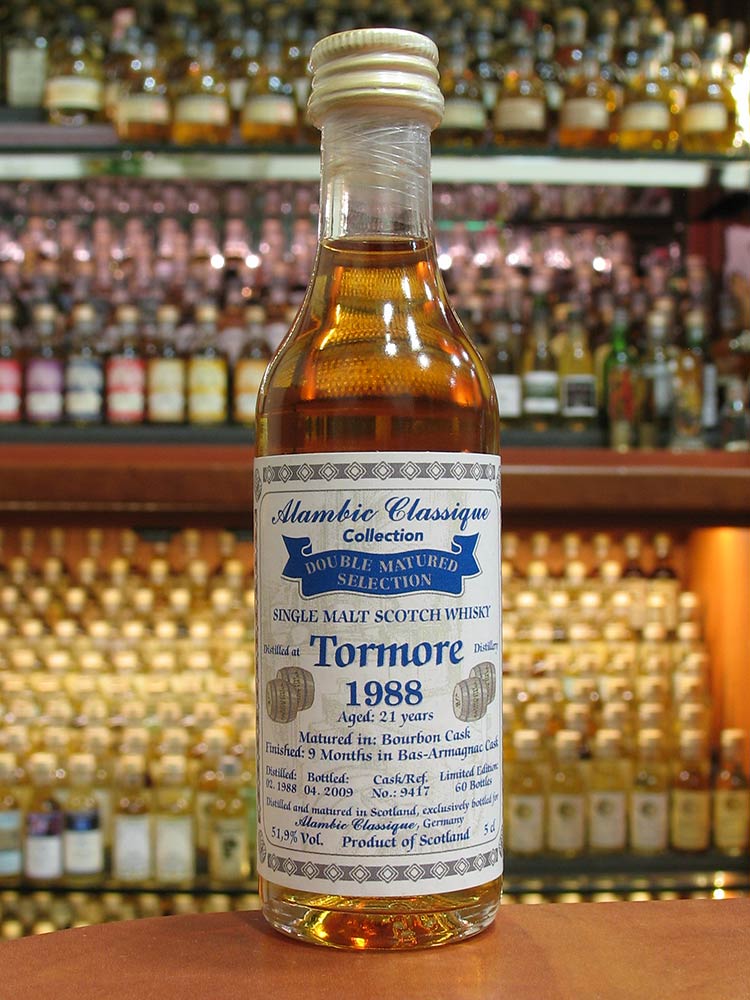 Alambic Classique
Collection
DOUBLE MATURED
SELECTION
SINGLE MALT SCOTCH WHISKY
Distilled at Tormore Distillery
1988
Aged: 21 years
Matured in: Bourbon Cask
Finished: 9 Months in Bas-Armagnac Cask
Distilled: Bottled: Cask/Ref. Limited Edition:
02. 1988 04. 2009 No.: 9417 60 Bottles
Distilled and matured in Scotland, exclusively bottled for
Alambic Classique, Germany
51,9% Vol. Product of Scotland 5 cl